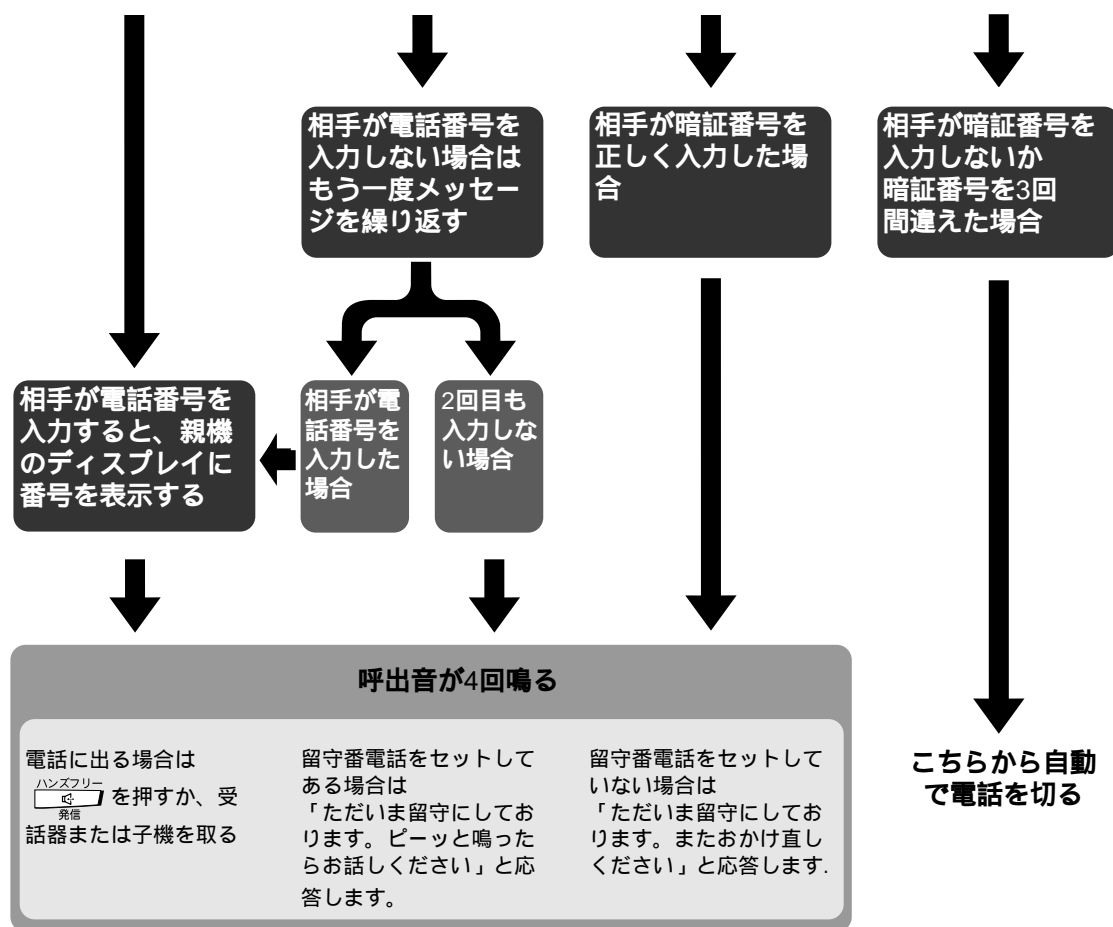 相手が電話番号を
入力しない場合は
もう一度メッセー
ジを繰り返す
相手が暗証番号を
正しく入力した場
合
相手が暗証番号を
入力しないか
暗証番号を3回
間違えた場合
相手が電話番号を
入力すると、親機
のディスプレイに
番号を表示する
相手が電
話番号を
入力した
場合
2回目も
入力しな
い場合
呼出音が4回鳴る
電話に出る場合は
ハンズフリー
を押すか、受
発信
話器または子機を取る
留守番電話をセットして
ある場合は
「ただいま留守にしてお
ります。ピーッと鳴った
らお話しください」と応
答します。
留守番電話をセットして
いない場合は
「ただいま留守にしてお
ります。またおかけ直し
ください」と応答します.
こちらから自動
で電話を切る